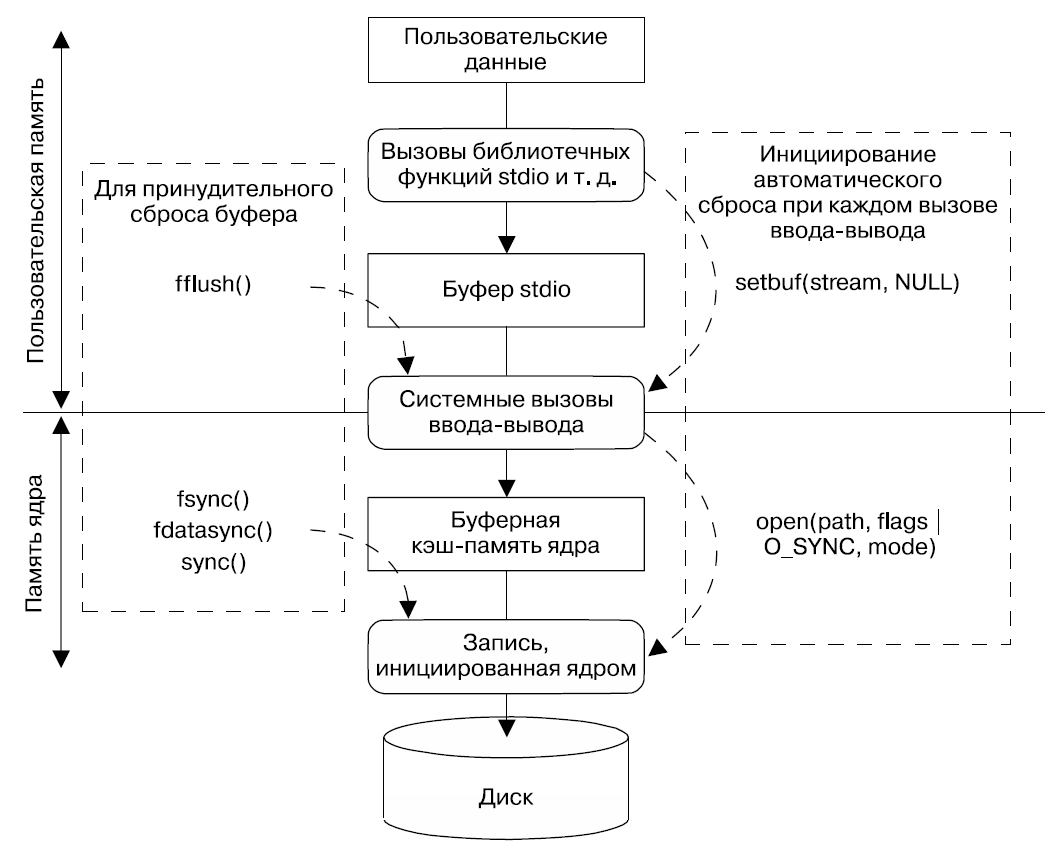 Пользовательские
данные
Пользовательская память
Вызовы библиотечных
функций stdio и т. д.
Для принудительного
сброса буфера
Инициирование
автоматического
сброса при каждом вызове
ввода-вывода
fflush()
Буфер stdio
setbuf(stream, NULL)
Системные вызовы
ввода-вывода
Память ядра
fsync()
fdatasync()
sync()
Буферная
кэш-память ядра
open(path, flags |
O_SYNC, mode)
Запись,
инициированная ядром
Диск